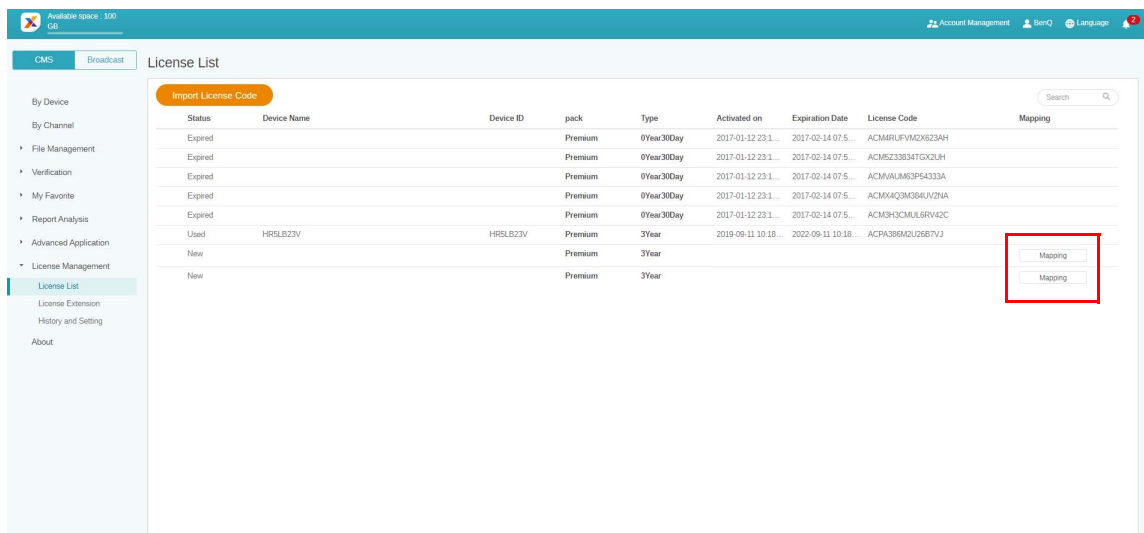 Available space : 100
GB
Account Management BenQ Language 2
CMS Broadcast
License List
Import License Code
Search
By Device
By Channel
File Management
Verification
My Favorite
Report Analysis
Advanced Application
License Management
License List
License Extension
History and Setting
About
Status Device Name Device ID pack Type Activated on Expiration Date License Code Mapping
Expired Premium 0Year30Day 2017-01-12 23:1... 2017-02-14 07:5... ACM4RUFVM2X623AH
Expired Premium 0Year30Day 2017-01-12 23:1... 2017-02-14 07:5... ACM5Z33834TGX2UH
Expired Premium 0Year30Day 2017-01-12 23:1... 2017-02-14 07:5... ACMVAUM63P54333A
Expired Premium 0Year30Day 2017-01-12 23:1... 2017-02-14 07:5... ACMX4Q3M384UV2NA
Expired Premium 0Year30Day 2017-01-12 23:1... 2017-02-14 07:5... ACM3H3CMUL6RV42C
Used HR5LB23V HR5LB23V Premium 3Year 2019-09-11 10:18... 2022-09-11 10:18... ACPA386M2U26B7VJ
New Premium 3Year Mapping
New Premium 3Year Mapping